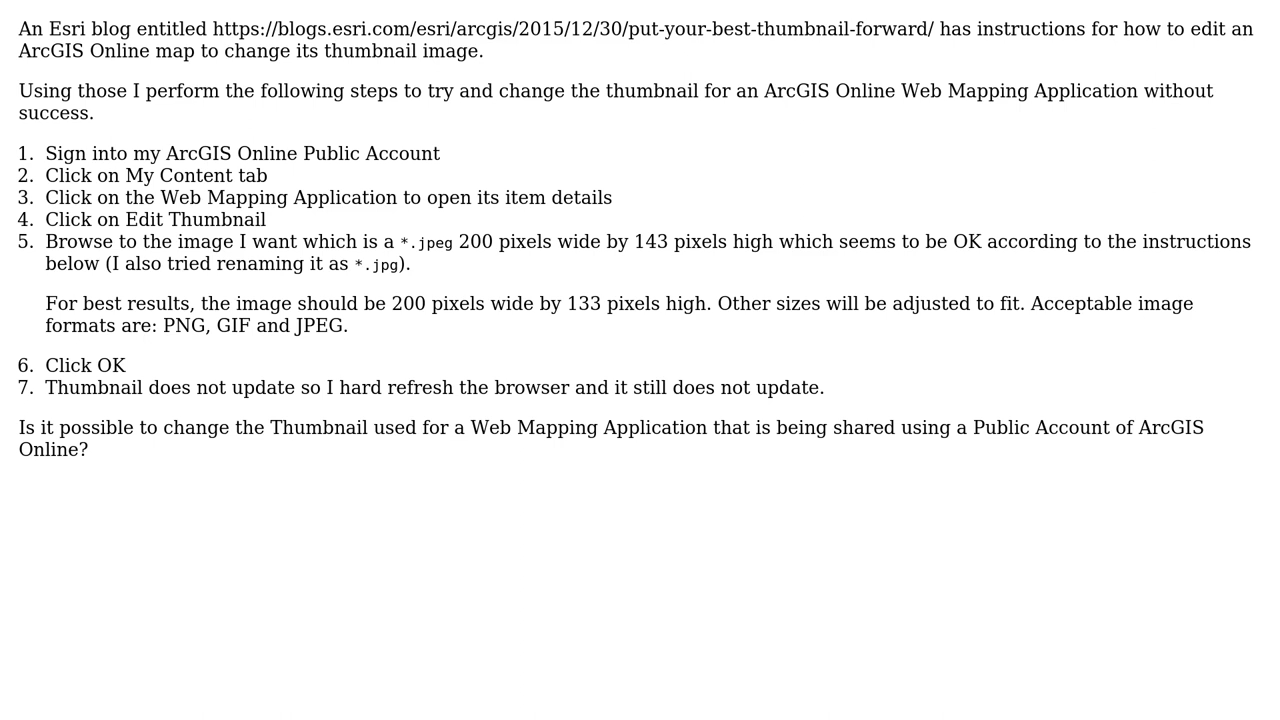 An Esri blog entitled https://blogs.esri.com/esri/arcgis/2015/12/30/put-your-best-thumbnail-forward/ has instructions for how to edit an
ArcGIS Online map to change its thumbnail image.
Using those I perform the following steps to try and change the thumbnail for an ArcGIS Online Web Mapping Application without
success.
1. Sign into my ArcGIS Online Public Account
2. Click on My Content tab
3. Click on the Web Mapping Application to open its item details
4. Click on Edit Thumbnail
5. Browse to the image I want which is a *.jpeg 200 pixels wide by 143 pixels high which seems to be OK according to the instructions
below (I also tried renaming it as *.jpg).
For best results, the image should be 200 pixels wide by 133 pixels high. Other sizes will be adjusted to fit. Acceptable image
formats are: PNG, GIF and JPEG.
6. Click OK
7. Thumbnail does not update so I hard refresh the browser and it still does not update.
Is it possible to change the Thumbnail used for a Web Mapping Application that is being shared using a Public Account of ArcGIS
Online?